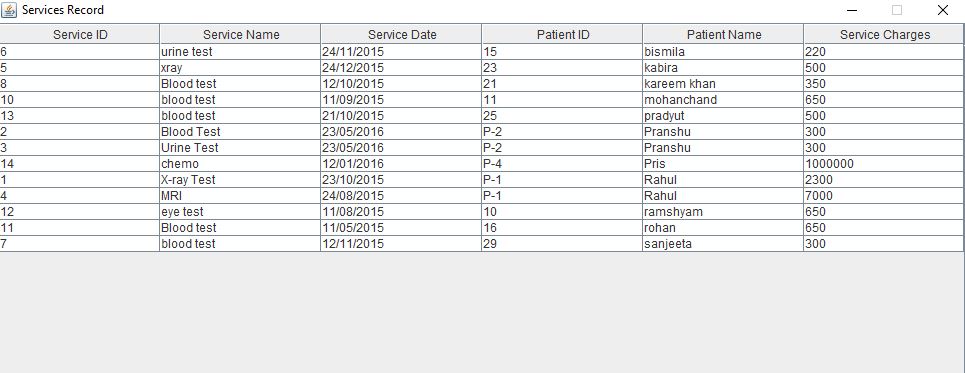 Services Record
Service ID Service Name Service Date Patient ID Patient Name Service Charges
6 urine test 24/11/2015 15 bismila 220
5 xray 24/12/2015 23 kabira 500
8 Blood test 12/10/2015 21 kareem khan 350
10 blood test 11/09/2015 11 mohanchand 650
13 blood test 21/10/2015 25 pradyut 500
2 Blood Test 23/05/2016 P-2 Pranshu 300
3 Urine Test 23/05/2016 P-2 Pranshu 300
14 chemo 12/01/2016 P-4 Pris 1000000
1 X-ray Test 23/10/2015 P-1 Rahul 2300
4 MRI 24/08/2015 P-1 Rahul 7000
12 eye test 11/08/2015 10 ramshyam 650
11 Blood test 11/05/2015 16 rohan 650
7 blood test 12/11/2015 29 sanjeeta 300